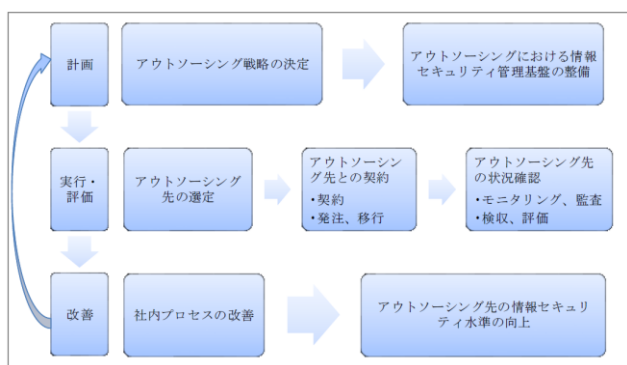 計画
アウトソーシング戦略の決定
アウトソーシングにおける情報
セキュリティ管理基盤の整備
実行・
評価
アウトソーシング
先の選定
アウトソーシン
グ先との契約
・契約
・発注、移行
アウトソーシング先
の状況確認
・モニタリング、監査
・検収、評価
改善
社内プロセスの改善
アウトソーシング先の情報セキュリ
ティ水準の向上